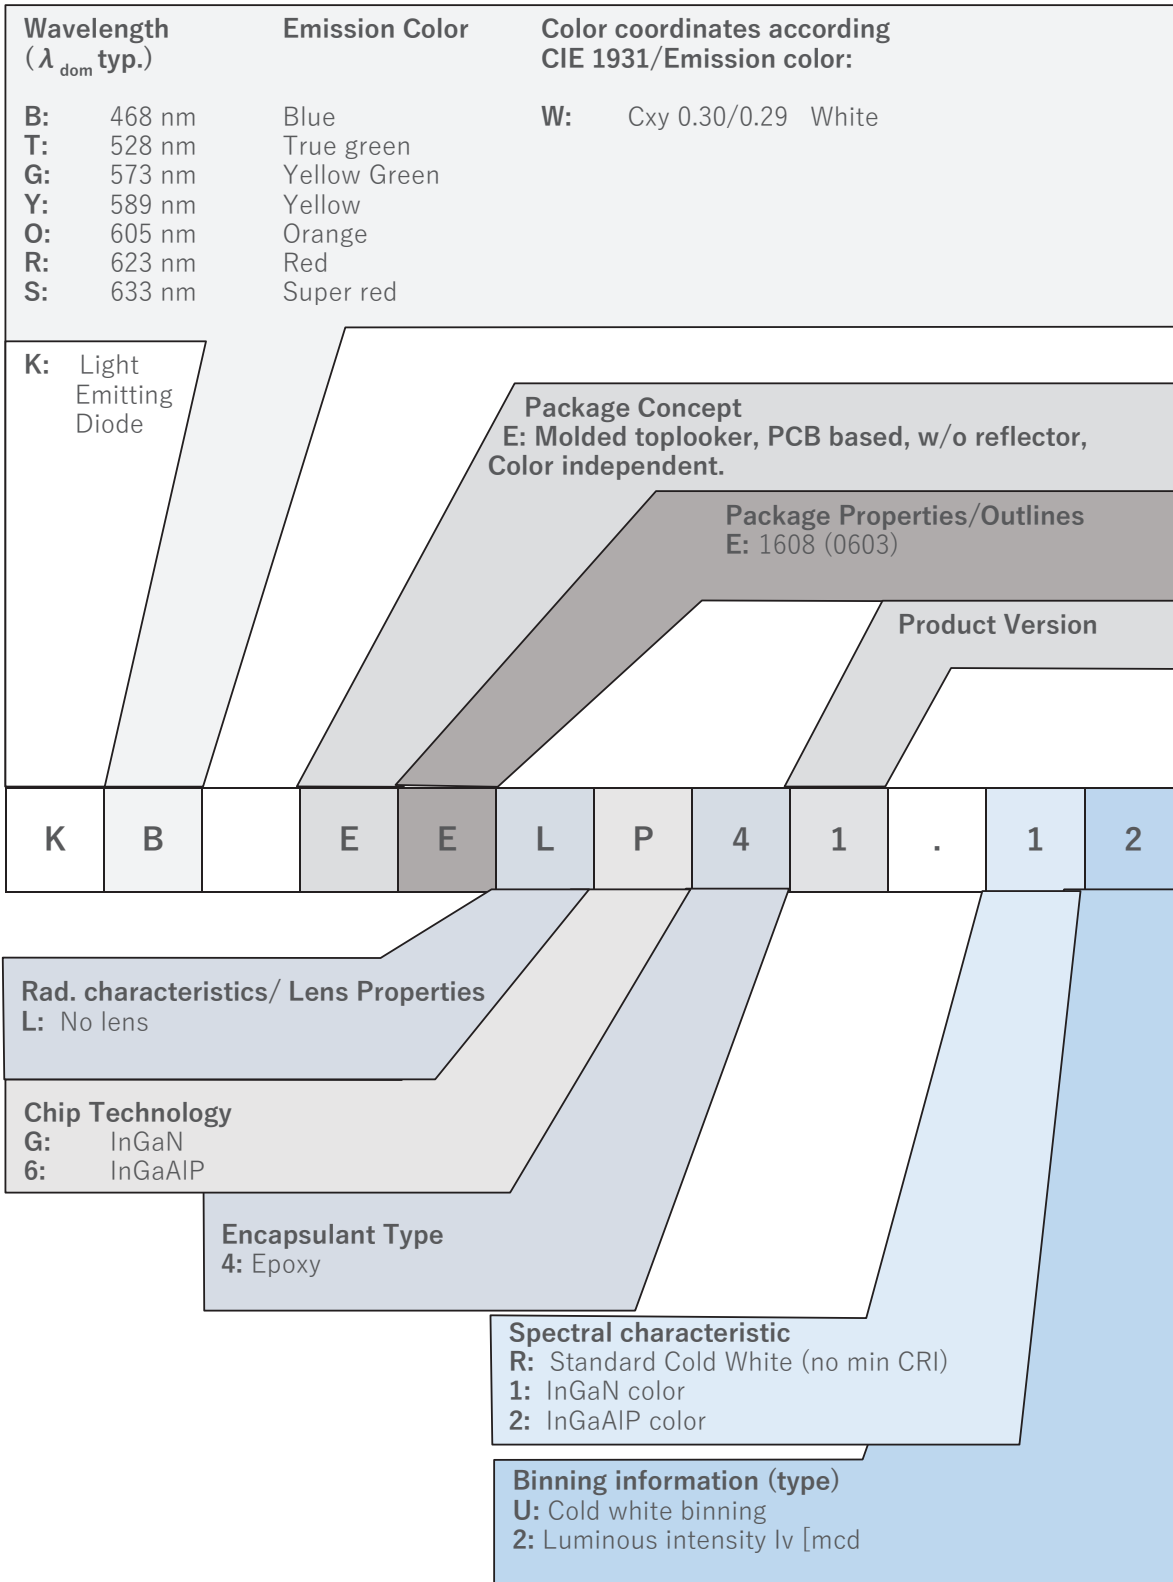 Wavelength Emission Color Color coordinates according
(λ dom typ.) CIE 1931/Emission color:
B: 468 nm Blue W: Cxy 0.30/0.29 White
T: 528 nm True green
G: 573 nm Yellow Green
Y: 589 nm Yellow
O: 605 nm Orange
R: 623 nm Red
S: 633 nm Super red
K: Light
Emitting
Diode
Package Concept
E: Molded toplooker, PCB based, w/o reflector,
Color independent.
Package Properties/Outlines
E: 1608 (0603)
Product Version
K B E E L P 4 1 . 1 2
Rad. characteristics/ Lens Properties
L: No lens
Chip Technology
G: InGaN
6: InGaAlP
Encapsulant Type
4: Epoxy
Spectral characteristic
R: Standard Cold White (no min CRI)
1: InGaN color
2: InGaAlP color
Binning information (type)
U: Cold white binning
2: Luminous intensity Iv [mcd